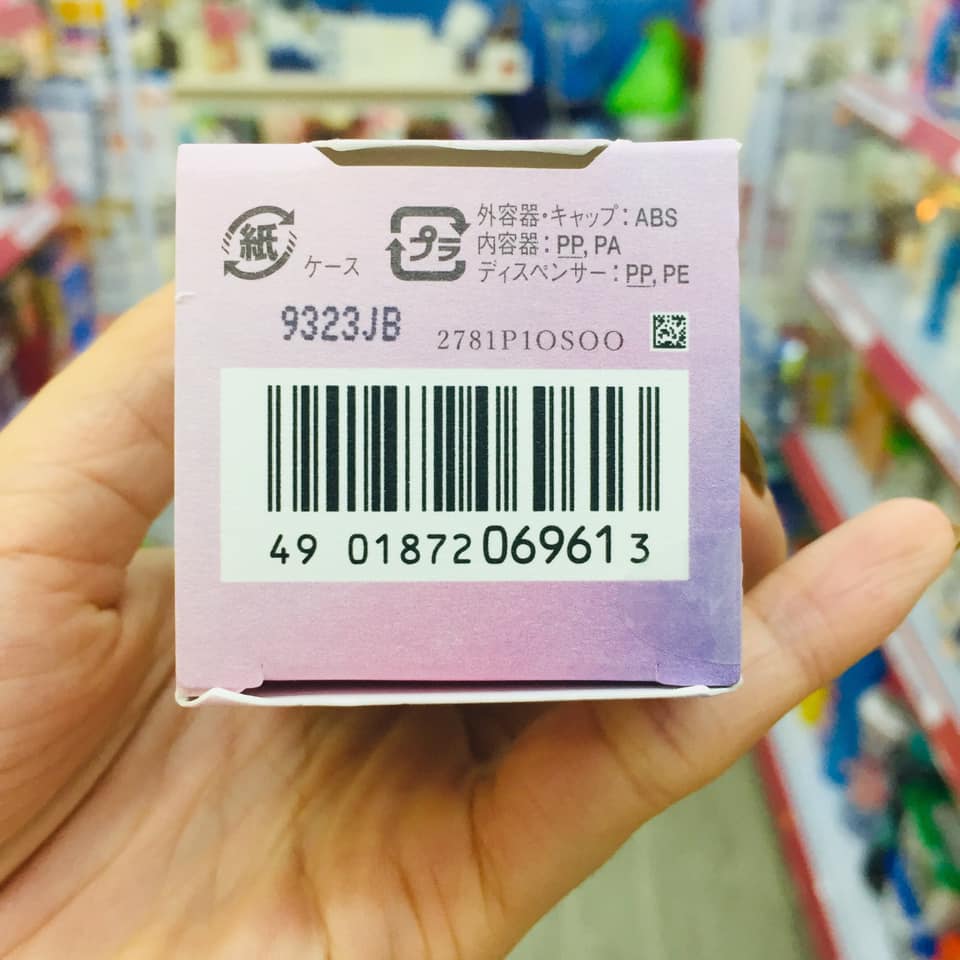 紙 ケース
プラ
外容器・キャップ：ABS
内容器：PP, PA
ディスペンサー：PP, PE
9323JB
2781P1OSOO
49 01872 06961 3